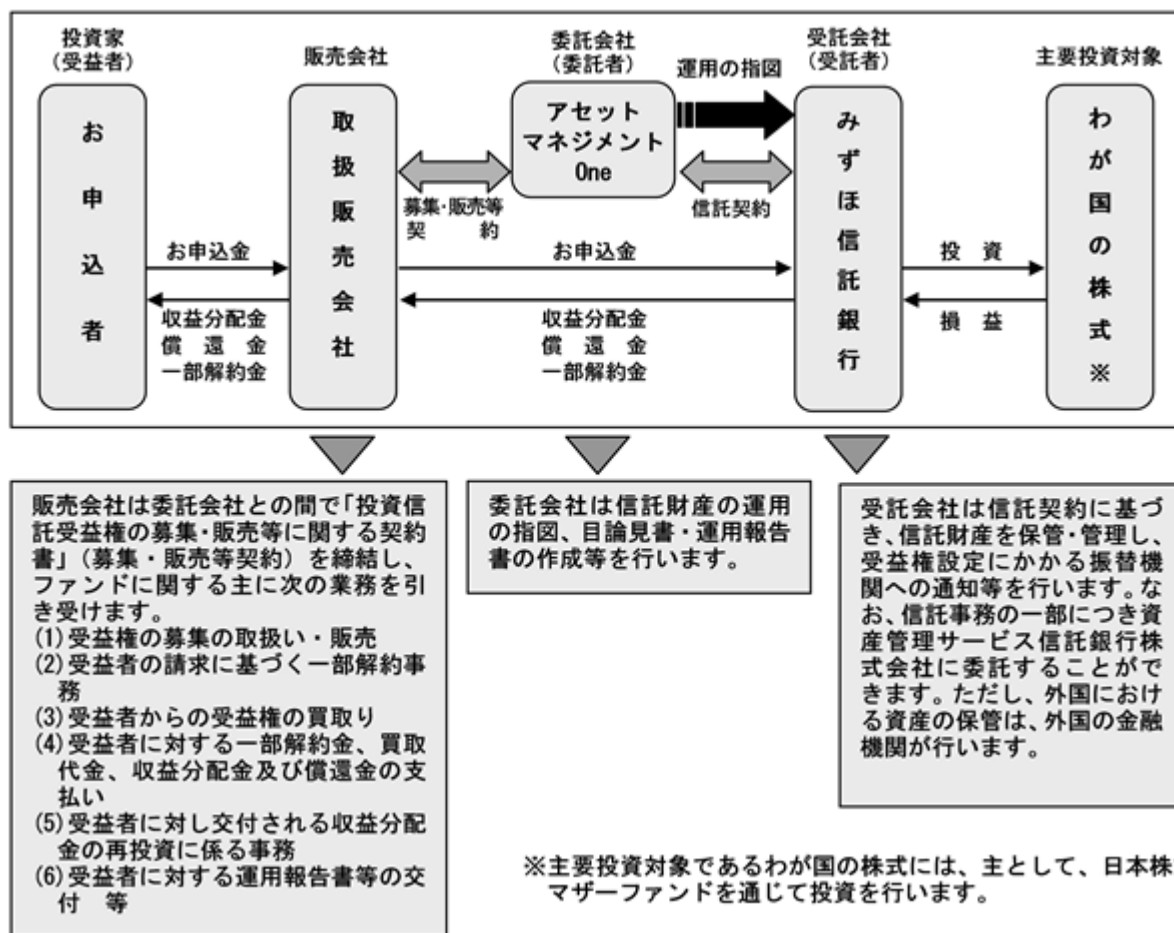 投資家
（受益者）
販売会社
委託会社
（委託者）
運用の指図
受託会社
（受託者）
主要投資対象
お申込者
取扱販売会社
アセット
マネジメント
One
みずほ信託銀行
わが国の株式※
募集・販売等
契　約
信託契約
お申込金
収益分配金
償　還　金
一部解約金
お申込金
収益分配金
償　還　金
一部解約金
投　資
損　益
販売会社は委託会社との間で「投資信
託受益権の募集・販売等に関する契約
書」（募集・販売等契約）を締結し、
ファンドに関する主に次の業務を引
き受けます。
(1)受益権の募集の取扱い・販売
(2)受益者の請求に基づく一部解約事
務
(3)受益者からの受益権の買取り
(4)受益者に対する一部解約金、買取
代金、収益分配金及び償還金の支
払い
(5)受益者に対し交付される収益分配
金の再投資に係る事務
(6)受益者に対する運用報告書等の交
付　等
委託会社は信託財産の運用
の指図、目論見書・運用報告
書の作成等を行います。
受託会社は信託契約に基づ
き、信託財産を保管・管理し、
受益権設定にかかる振替機
関への通知等を行います。な
お、信託事務の一部につき資
産管理サービス信託銀行株
式会社に委託することがで
きます。ただし、外国におけ
る資産の保管は、外国の金融
機関が行います。
※主要投資対象であるわが国の株式には、主として、日本株
マザーファンドを通じて投資を行います。